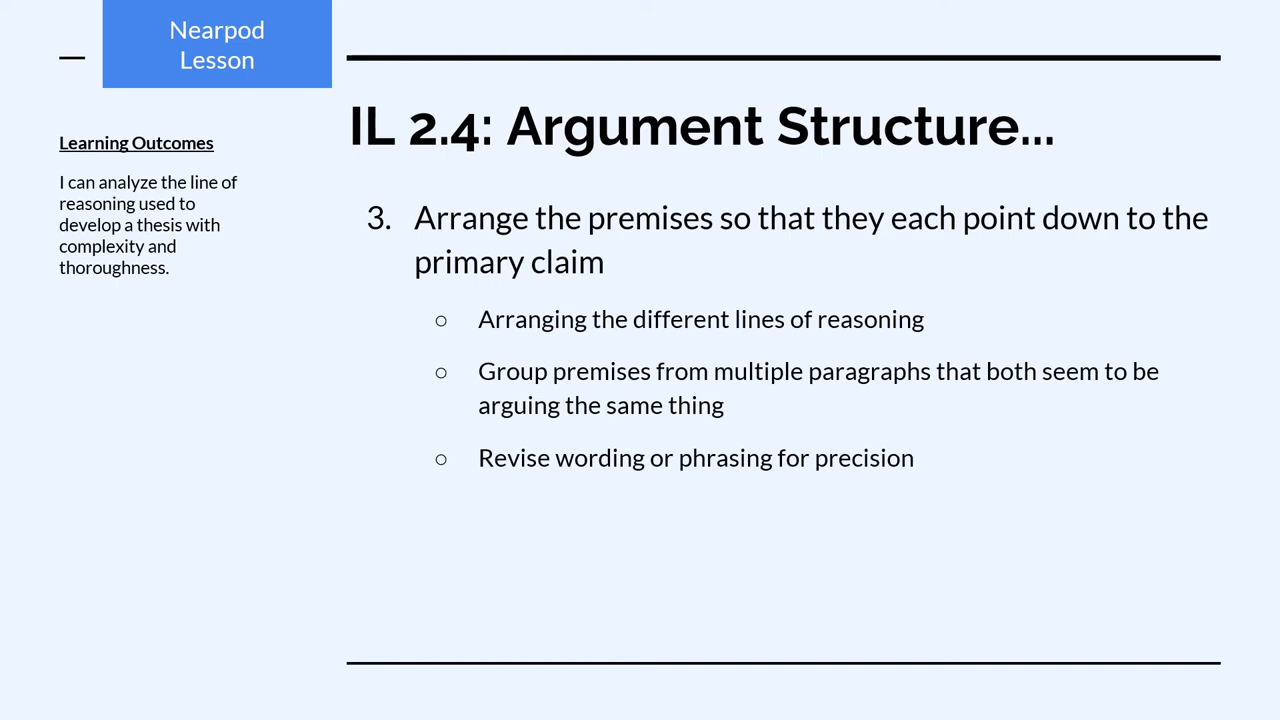 Nearpod
Lesson
IL 2.4: Argument Structure...
Learning Outcomes
I can analyze the line of
reasoning used to
develop a thesis with
complexity and
thoroughness.
3. Arrange the premises so that they each point down to the
primary claim
○ Arranging the different lines of reasoning
○ Group premises from multiple paragraphs that both seem to be
arguing the same thing
○ Revise wording or phrasing for precision